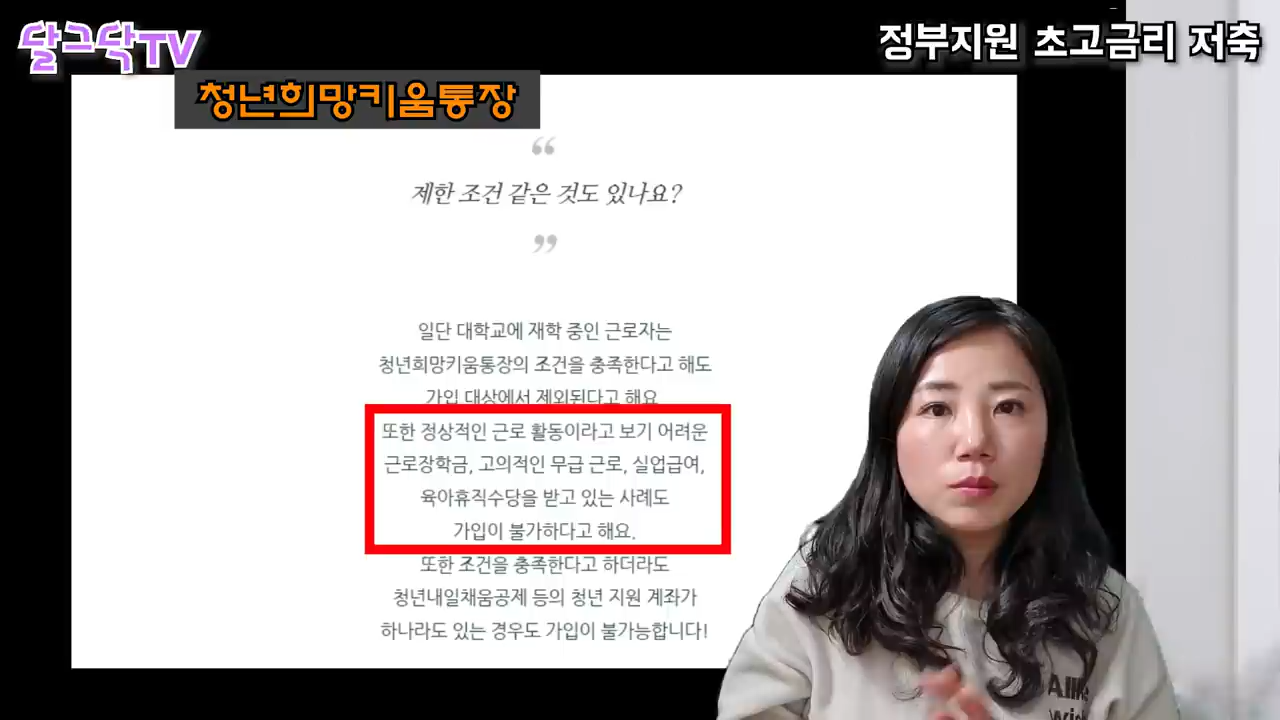 달그닥TV
정부지원 초고금리 저축
청년희망키움통장
“
제한 조건 같은 것도 있나요?
”
일단 대학교에 재학 중인 근로자는
청년희망키움통장의 조건을 충족한다고 해도
가입 대상에서 제외된다고 해요
또한 정상적인 근로 활동이라고 보기 어려운
근로장학금, 고의적인 무급 근로, 실업급여,
육아휴직수당을 받고 있는 사례도
가입이 불가하다고 해요.
또한 조건을 충족한다고 하더라도
청년내일채움공제 등의 청년 지원 계좌가
하나라도 있는 경우도 가입이 불가능합니다!